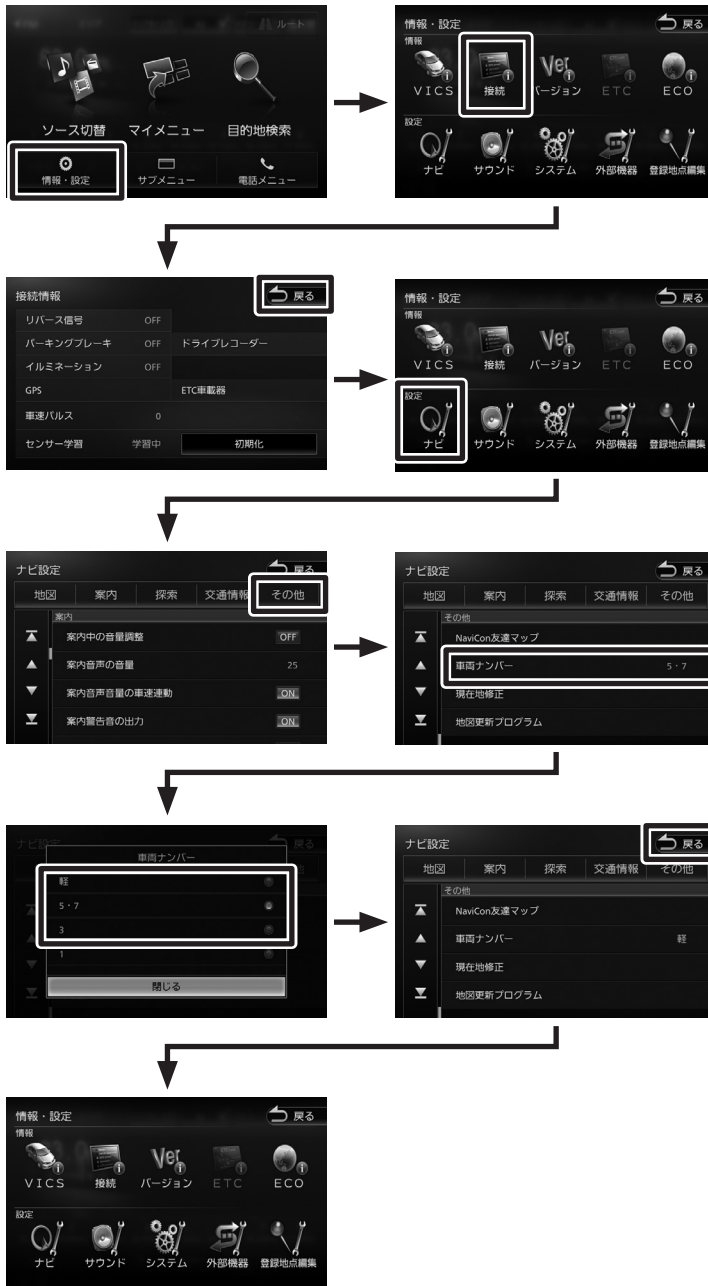 ルート
ソース切替 マイメニュー 目的地検索
情報・設定 サブメニュー 電話メニュー
情報・設定 戻る
情報
VICS 接続 バージョン ETC ECO
設定
ナビ サウンド システム 外部機器 登録地点編集
接続情報 戻る
リバース信号 OFF
パーキングブレーキ OFF ドライブレコーダー
イルミネーション OFF
GPS ETC車載器
車速パルス 0
センサー学習 学習中 初期化
情報・設定 戻る
情報
Ver
VICS 接続 バージョン ETC ECO
設定
ナビ サウンド システム 外部機器 登録地点編集
ナビ設定 戻る
地図 案内 探索 交通情報 その他
案内
案内中の音量調整 OFF
案内音声の音量 25
案内音声音量の車速連動 ON
案内警告音の出力 ON
ナビ設定 戻る
地図 案内 探索 交通情報 その他
その他
NaviCon友達マップ
車両ナンバー 5・7
現在地修正
地図更新プログラム
ナビ設定 戻る
車両ナンバー
軽
5・7
3
1
閉じる
ナビ設定 戻る
地図 案内 探索 交通情報 その他
その他
NaviCon友達マップ
車両ナンバー 軽
現在地修正
地図更新プログラム
情報・設定 戻る
情報
Ver
VICS 接続 バージョン ETC ECO
設定
ナビ サウンド システム 外部機器 登録地点編集